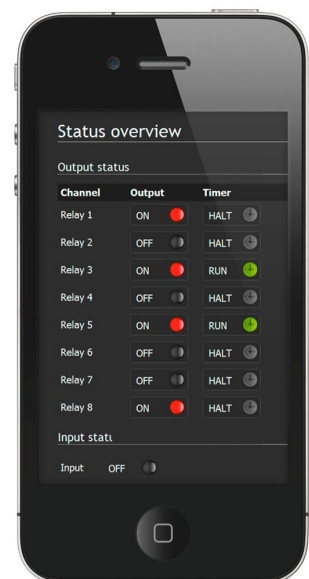 Status overview
Output status
Channel Output Timer
Relay 1 ON HALT
Relay 2 OFF HALT
Relay 3 ON RUN
Relay 4 OFF HALT
Relay 5 ON RUN
Relay 6 OFF HALT
Relay 7 OFF HALT
Relay 8 ON HALT
Input statu
Input OFF